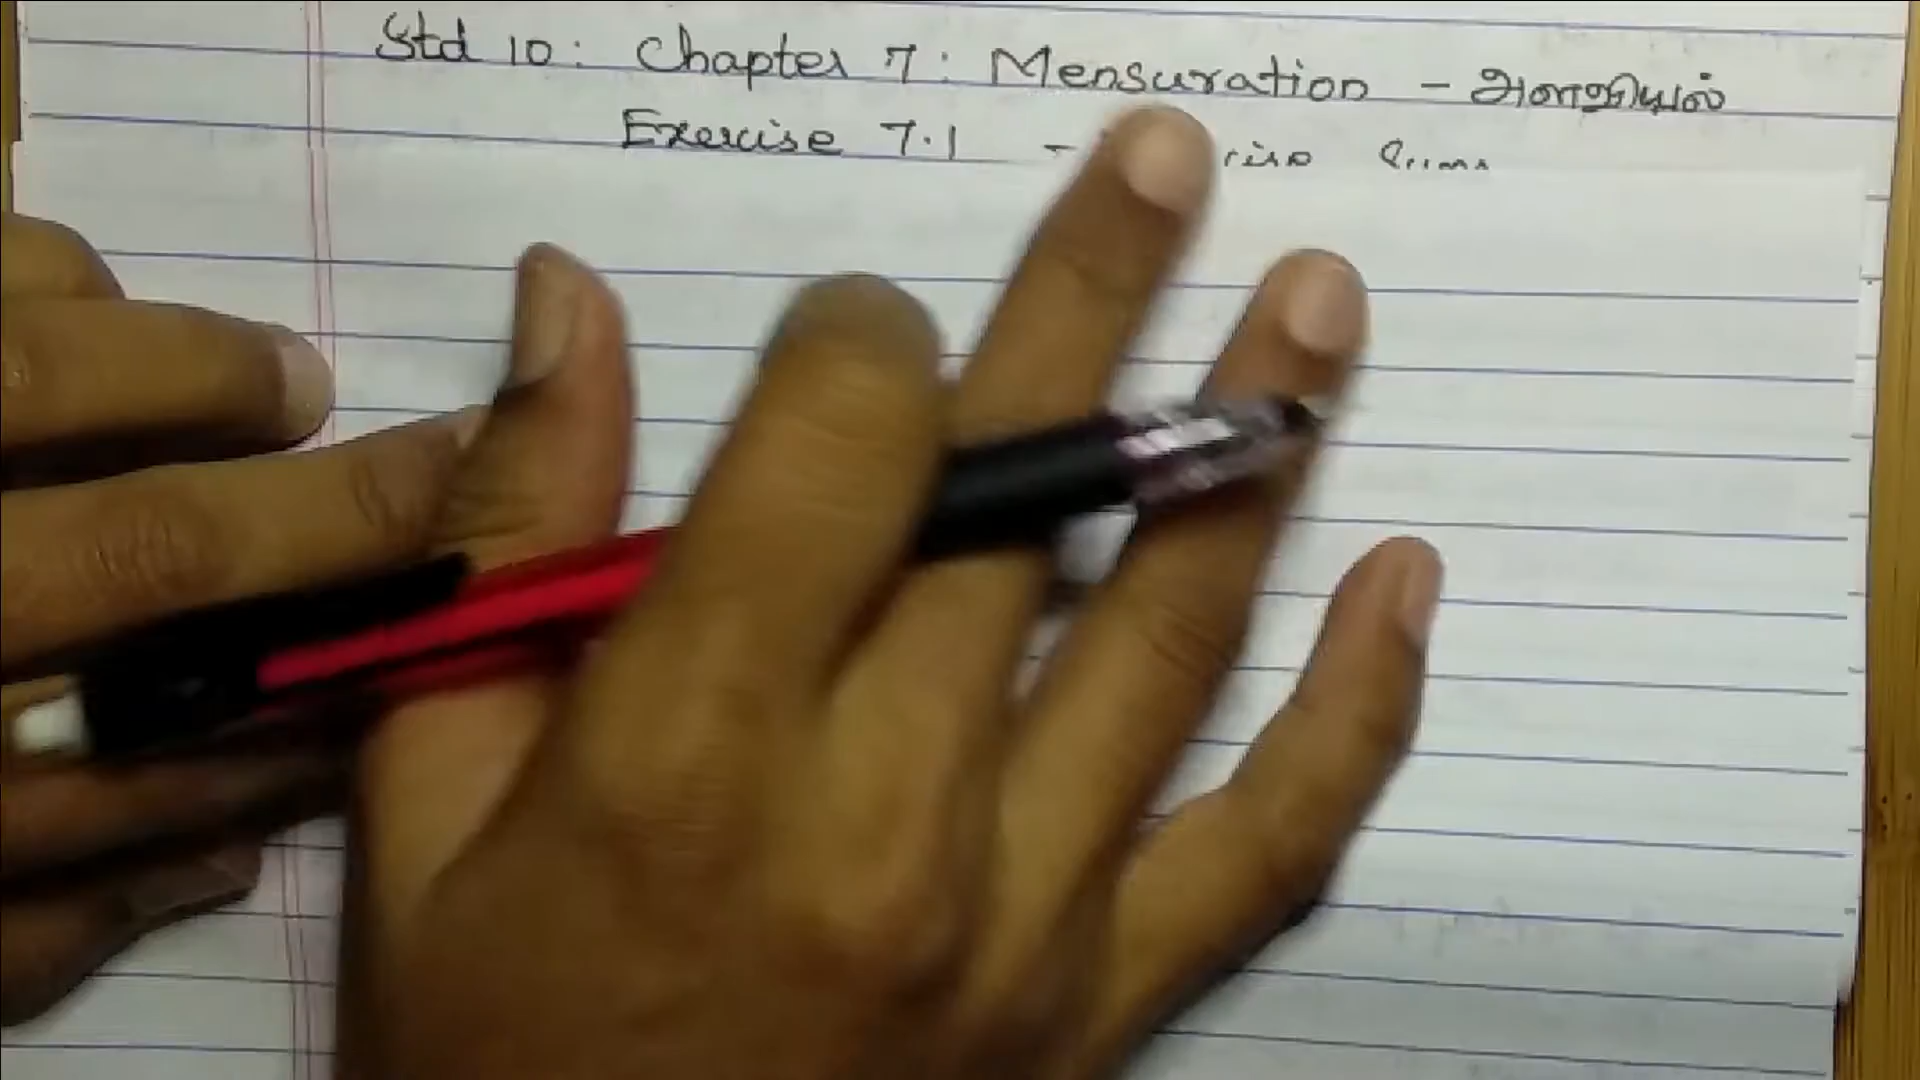 Std 10: Chapter 7: Mensuration - அளவியல்
Exercise 7.1 -